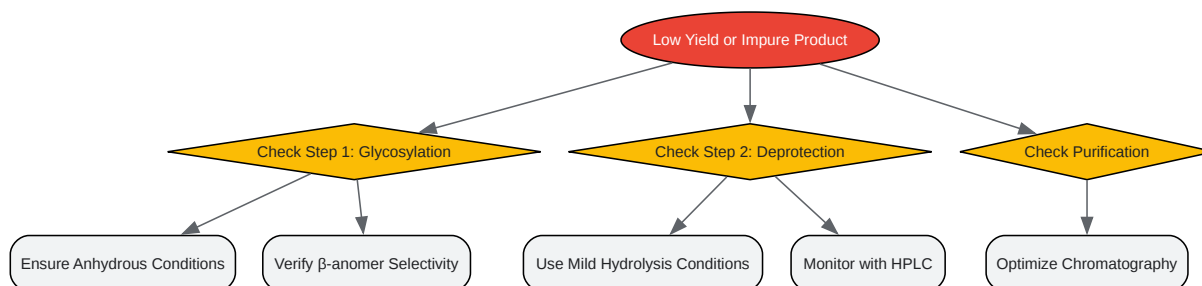 Low Yield or Impure Product
Check Step 1: Glycosylation
Check Step 2: Deprotection
Check Purification
Ensure Anhydrous Conditions
Verify β-anomer Selectivity
Use Mild Hydrolysis Conditions
Monitor with HPLC
Optimize Chromatography